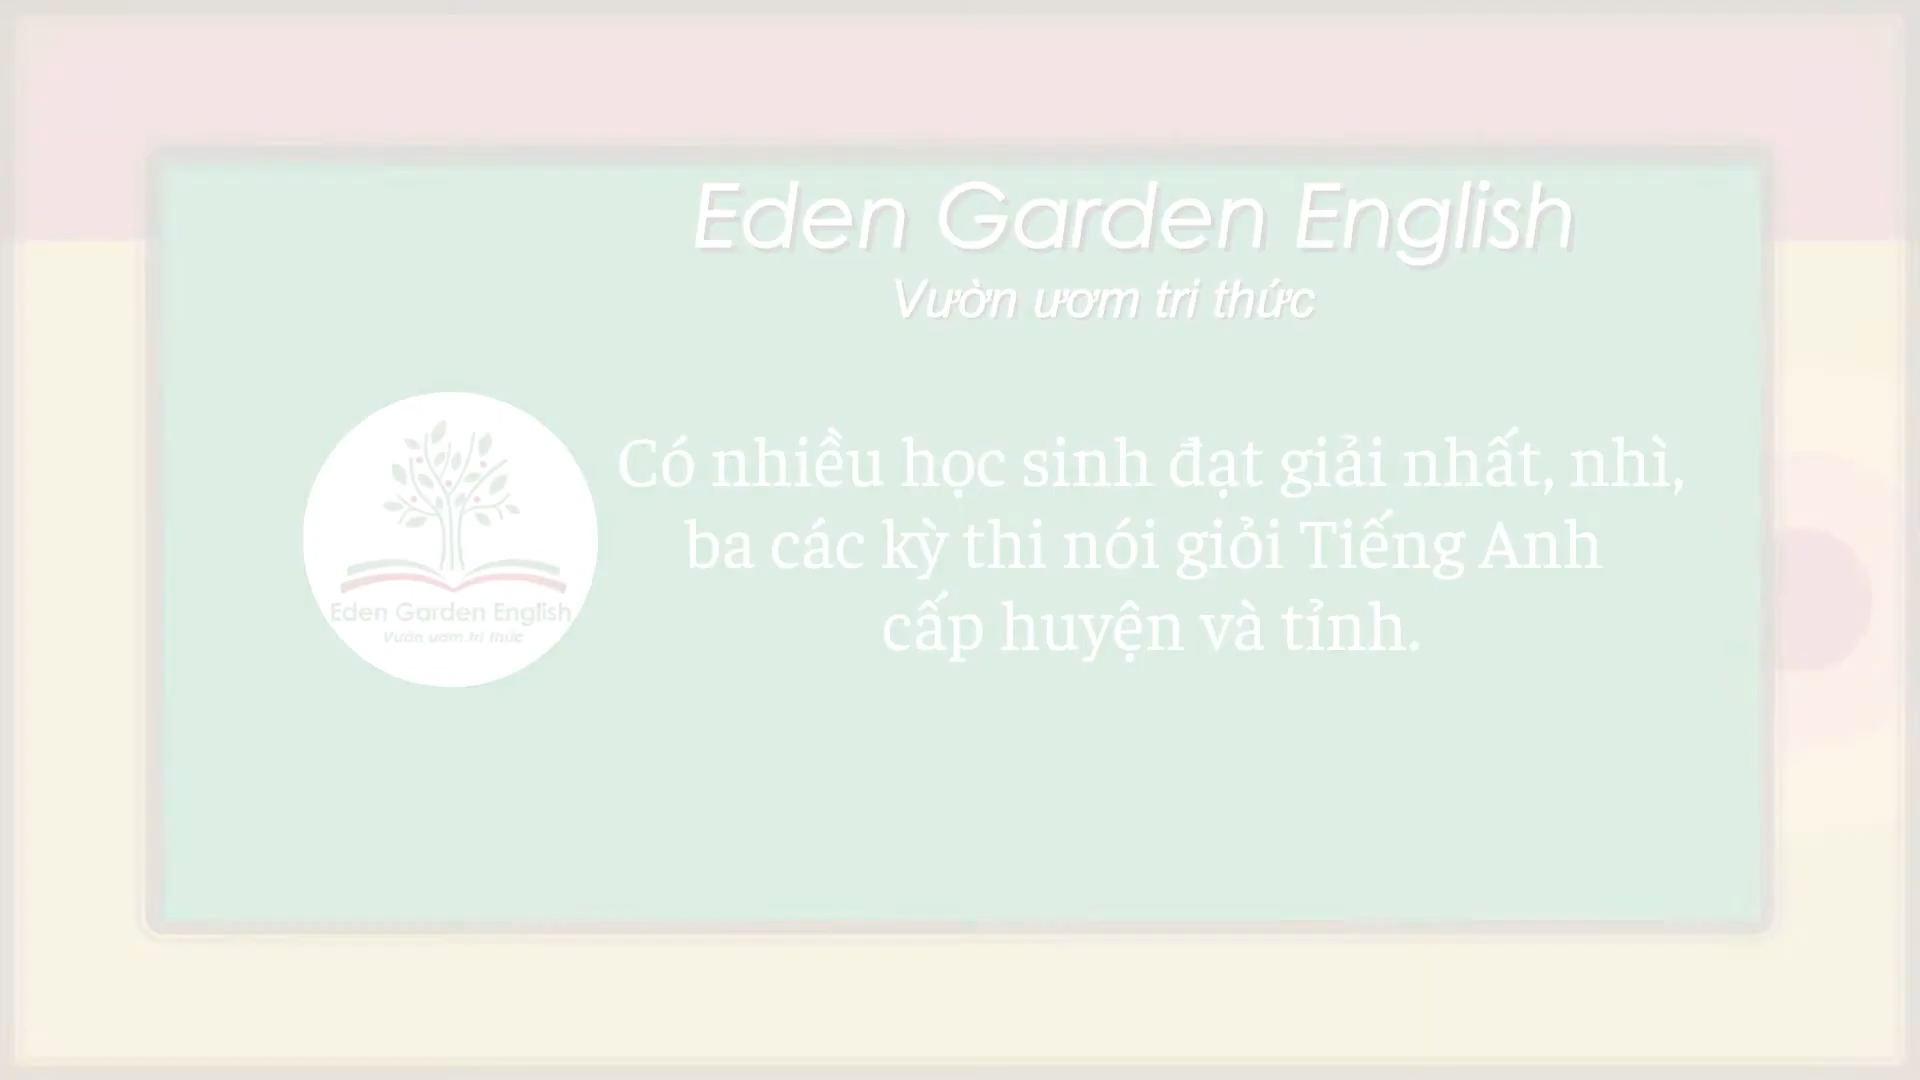 Eden Garden English
Vườn ươm tri thức
Có nhiều học sinh đạt giải nhất, nhì,
ba các kỳ thi nói giỏi Tiếng Anh
cấp huyện và tỉnh.
Eden Garden English
Vườn ươm tri thức